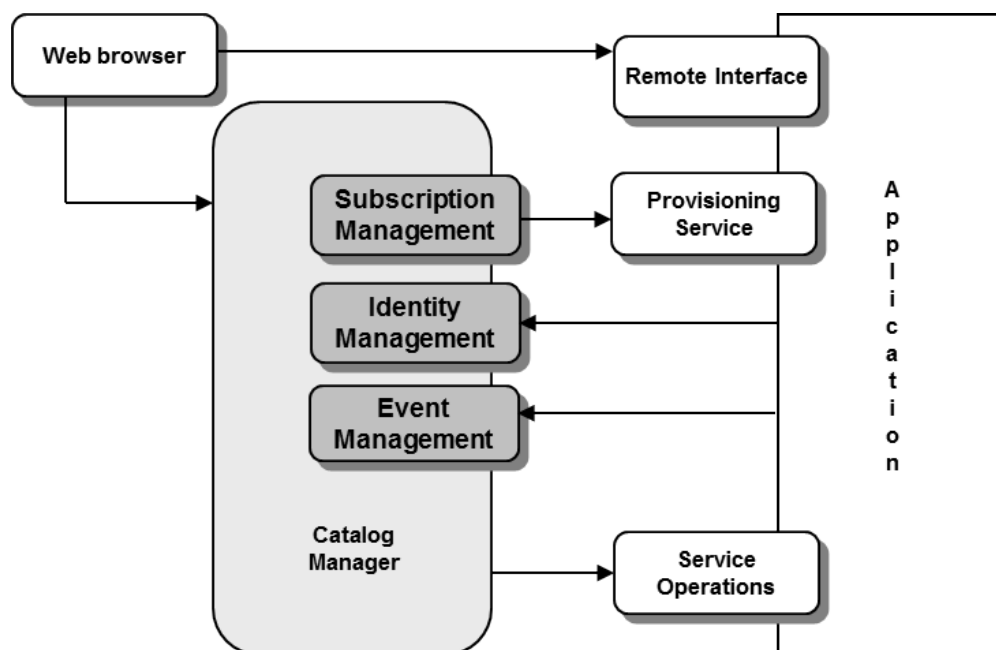 Web browser
Remote Interface
Subscription
Management
Provisioning
Service
Identity
Management
Event
Management
Catalog
Manager
Service
Operations
A
p
p
l
i
c
a
t
i
o
n